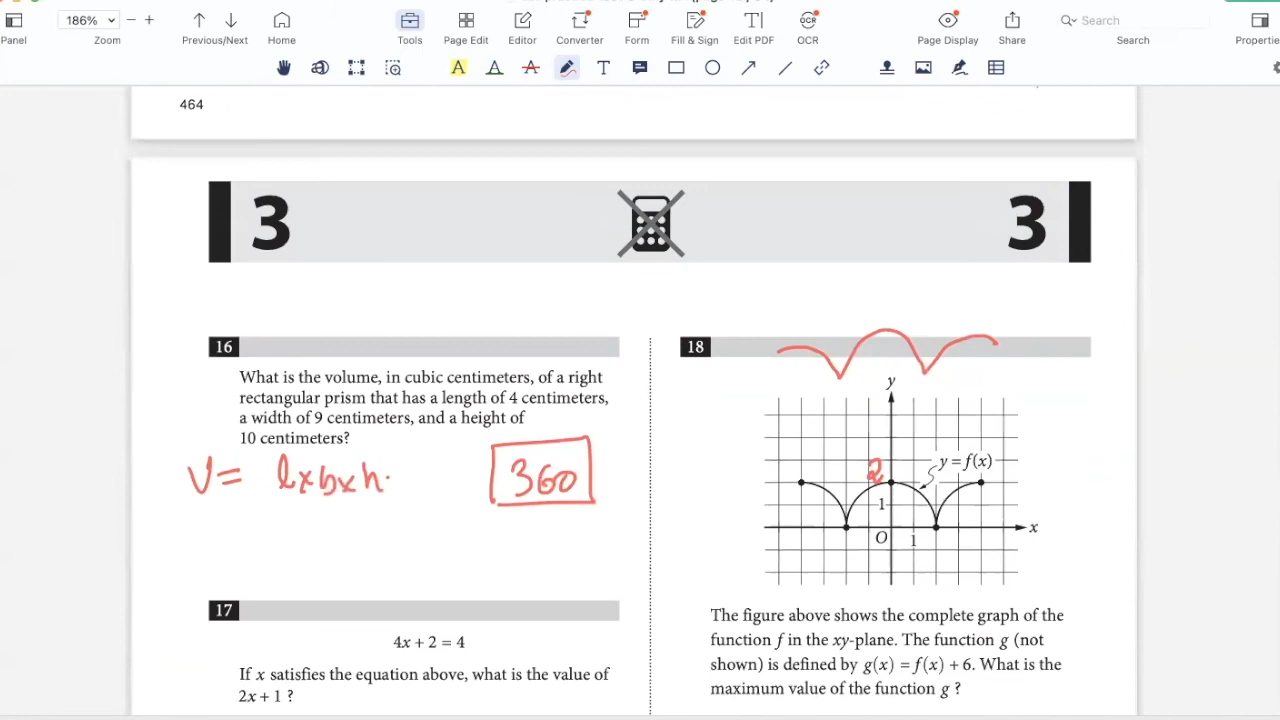 186%
Panel
Zoom
Previous/Next
Home
Tools
Page Edit
Editor
Converter
Form
Fill & Sign
Edit PDF
OCR
OCR
Page Display
Share
Search
Search
Propertie
A A A T
464
3 3
16
What is the volume, in cubic centimeters, of a right
rectangular prism that has a length of 4 centimeters,
a width of 9 centimeters, and a height of
10 centimeters?
V = l x b x h.
360
17
4x + 2 = 4
If x satisfies the equation above, what is the value of
2x + 1 ?
18
y
2
y = f(x)
1
x
O
1
The figure above shows the complete graph of the
function f in the xy-plane. The function g (not
shown) is defined by g(x) = f(x) + 6. What is the
maximum value of the function g ?